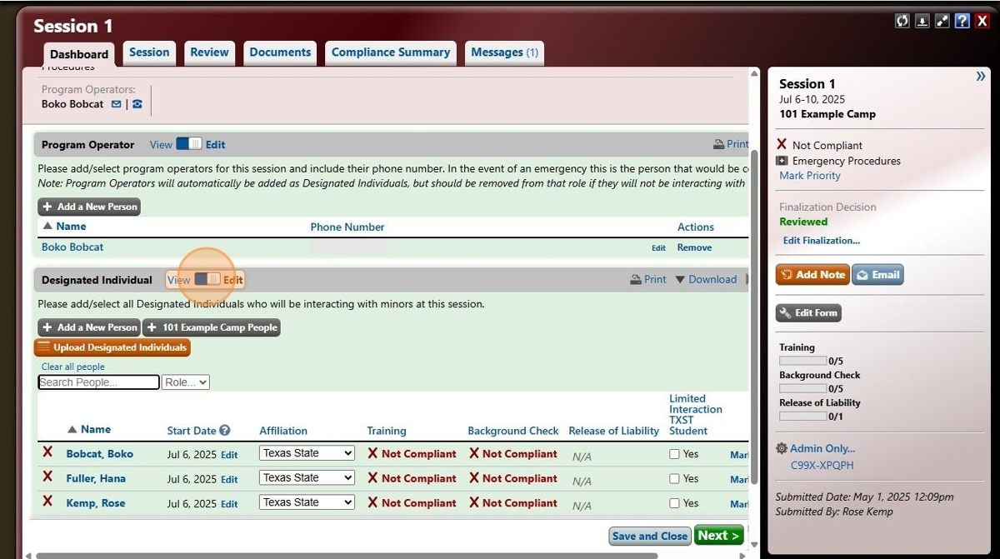 Session 1
Dashboard
Session
Review
Documents
Compliance Summary
Messages (1)
Procedures
Program Operators:
Boko Bobcat |
Program Operator View Edit Print
Please add/select program operators for this session and include their phone number. In the event of an emergency this is the person that would be c
Note: Program Operators will automatically be added as Designated Individuals, but should be removed from that role if they will not be interacting with
+ Add a New Person
▲ Name Phone Number Actions
Boko Bobcat Edit Remove
Designated Individual View Edit Print ▼ Download
Please add/select all Designated Individuals who will be interacting with minors at this session.
+ Add a New Person + 101 Example Camp People
Upload Designated Individuals
Clear all people
Search People... Role...
▲ Name Start Date ? Affiliation Training Background Check Release of Liability Limited Interaction TXST Student
X Bobcat, Boko Jul 6, 2025 Edit Texas State X Not Compliant X Not Compliant N/A Yes Mar
X Fuller, Hana Jul 6, 2025 Edit Texas State X Not Compliant X Not Compliant N/A Yes Mar
X Kemp, Rose Jul 6, 2025 Edit Texas State X Not Compliant X Not Compliant N/A Yes Mar
Save and Close Next >
? X
»
Session 1
Jul 6-10, 2025
101 Example Camp
X Not Compliant
Emergency Procedures
Mark Priority
Finalization Decision
Reviewed
Edit Finalization...
Add Note Email
Edit Form
Training
0/5
Background Check
0/5
Release of Liability
0/1
Admin Only...
C99X-XPQPH
Submitted Date: May 1, 2025 12:09pm
Submitted By: Rose Kemp